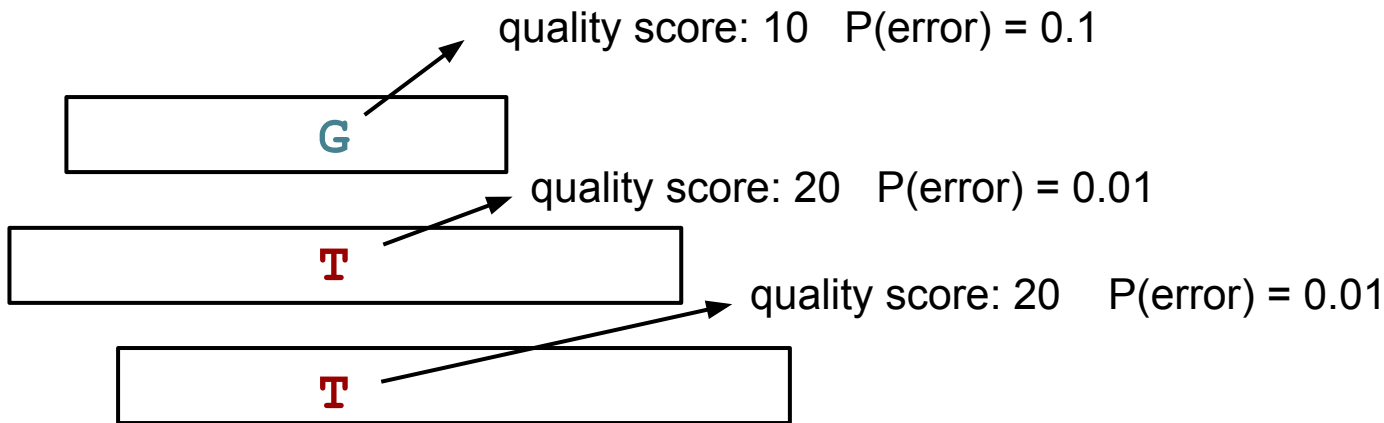 quality score: 10 P(error) = 0.1
G
quality score: 20 P(error) = 0.01
T
quality score: 20 P(error) = 0.01
T